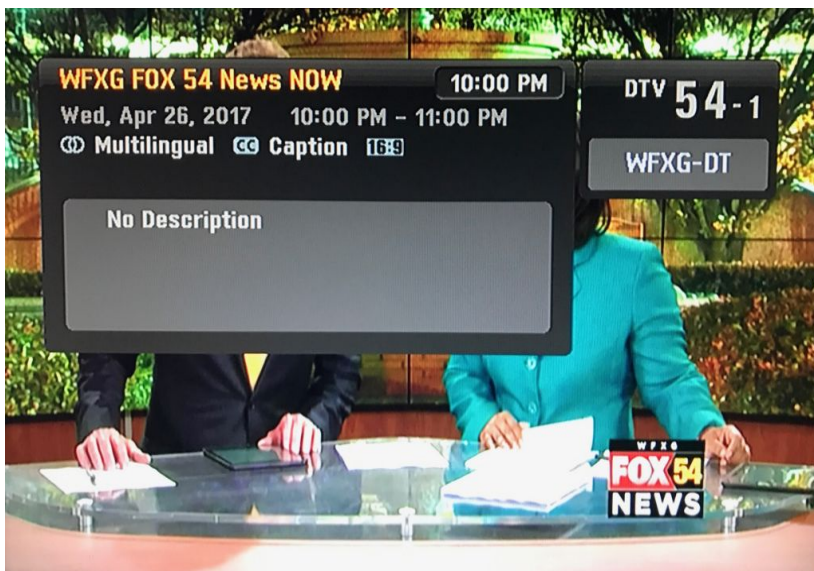 WFXG FOX 54 News NOW
10:00 PM
Wed, Apr 26, 2017 10:00 PM - 11:00 PM
Multilingual CC Caption 16:9
No Description
DTV 54-1
WFXG-DT
WFXG
FOX 54
NEWS